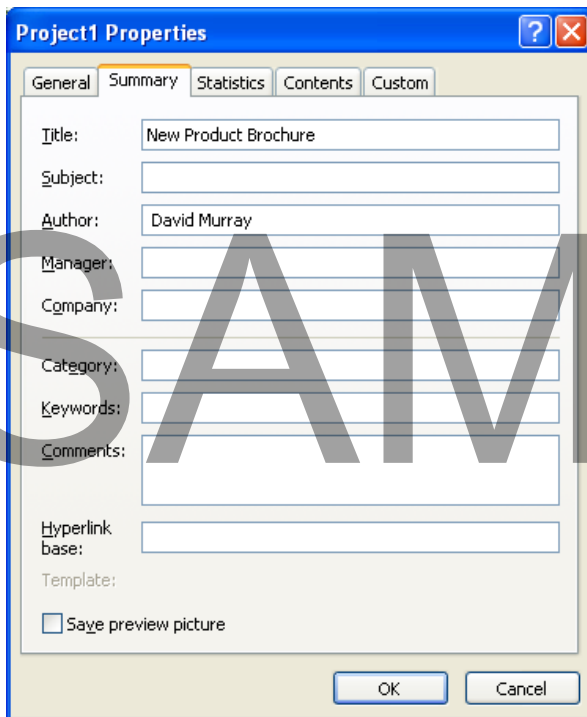 Project1 Properties
General Summary Statistics Contents Custom
Title: New Product Brochure
Subject:
Author: David Murray
Manager:
Company:
Category:
Keywords:
Comments:
Hyperlink
base:
Template:
Save preview picture
OK Cancel
SAM